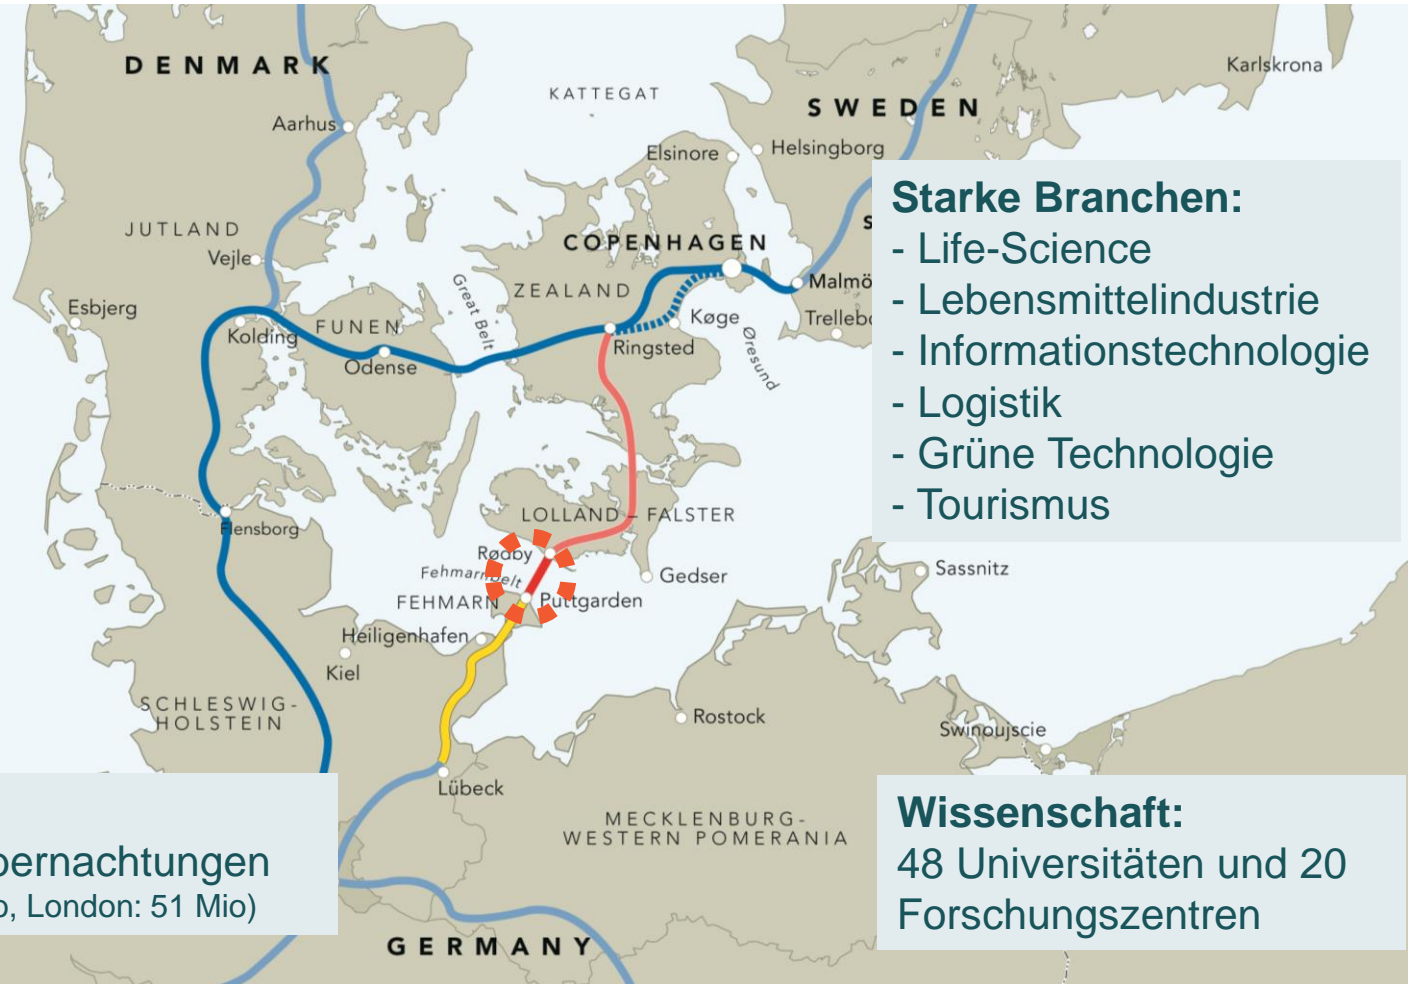 DENMARK
Karlskrona
KATTEGAT
SWEDEN
Aarhus
Elsinore
Helsingborg
Starke Branchen:
- Life-Science
- Lebensmittelindustrie
- Informationstechnologie
- Logistik
- Grüne Technologie
- Tourismus
JUTLAND
Vejle
COPENHAGEN
Malmö
Great Belt
ZEALAND
Esbjerg
Kolding
FUNEN
Odense
Køge
Øresund
Ringsted
Flensborg
LOLLAND – FALSTER
Rødby
Fehmarnbelt
Gedser
Sassnitz
FEHMARN
Puttgarden
Heiligenhafen
Kiel
SCHLESWIG-
HOLSTEIN
Rostock
Swinoujscie
Lübeck
MECKLENBURG-
WESTERN POMERANIA
London: 51 Mio)
Wissenschaft:
48 Universitäten und 20
Forschungszentren
GERMANY